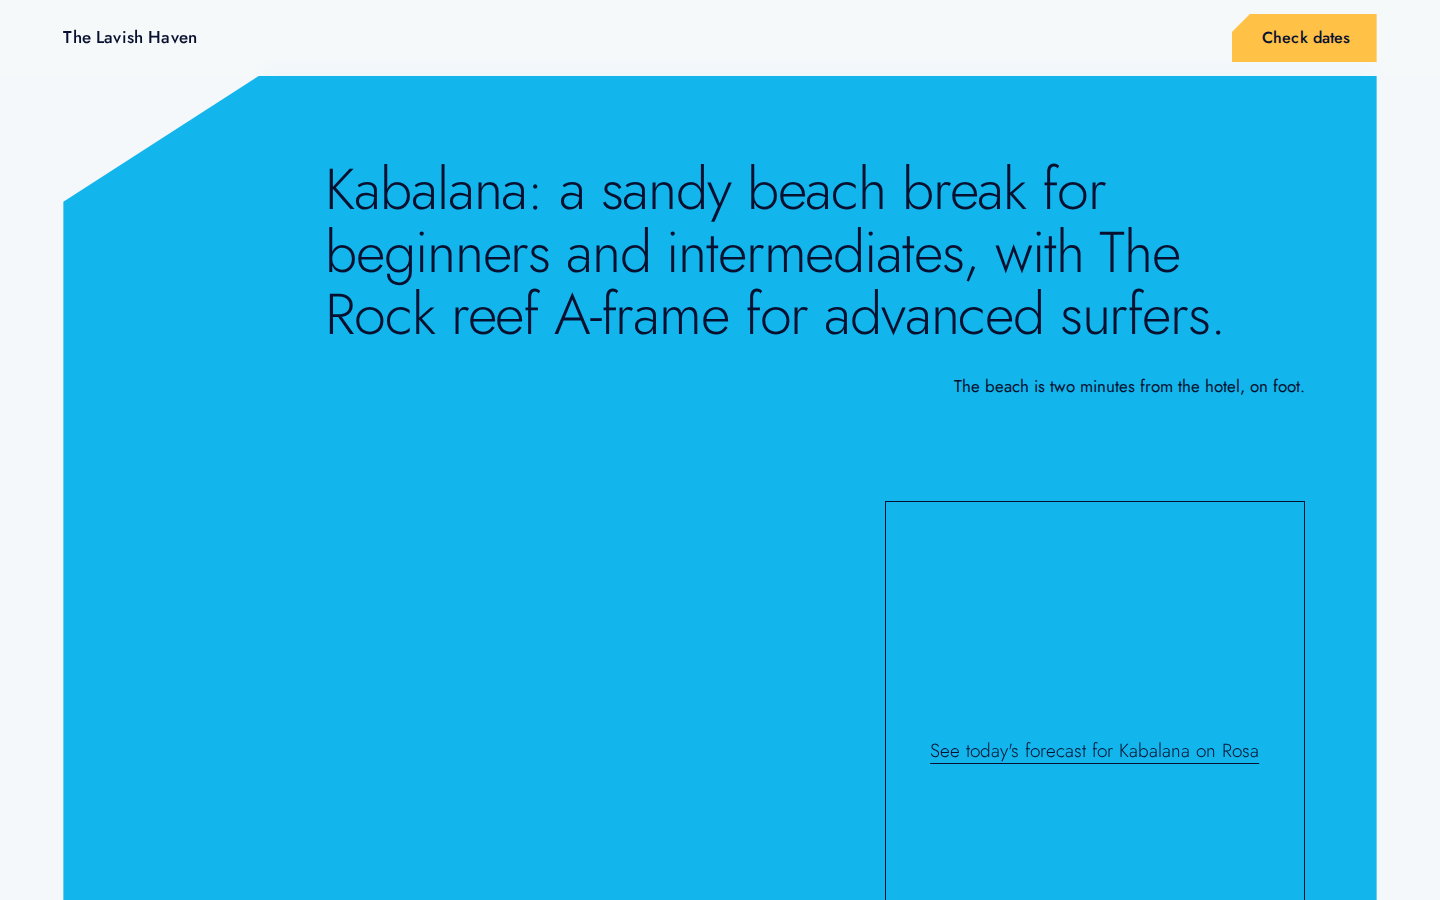 The Lavish Haven
Check dates
Kabalana: a sandy beach break for
beginners and intermediates, with The
Rock reef A-frame for advanced surfers.
The beach is two minutes from the hotel, on foot.
See today's forecast for Kabalana on Rosa